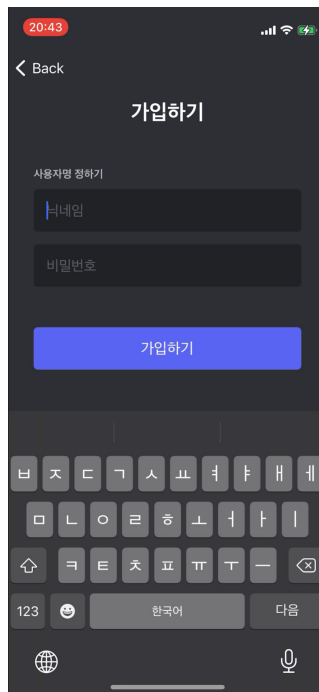 20:43
Back
가입하기
사용자명 정하기
닉네임
비밀번호
가입하기
ㅂ ㅈ ㄷ ㄱ ㅅ ㅛ ㅕ ㅑ ㅐ ㅔ
ㅁ ㄴ ㅇ ㄹ ㅎ ㅗ ㅓ ㅏ ㅣ
ㅋ ㅌ ㅊ ㅍ ㅠ ㅜ ㅡ
123 한국어 다음